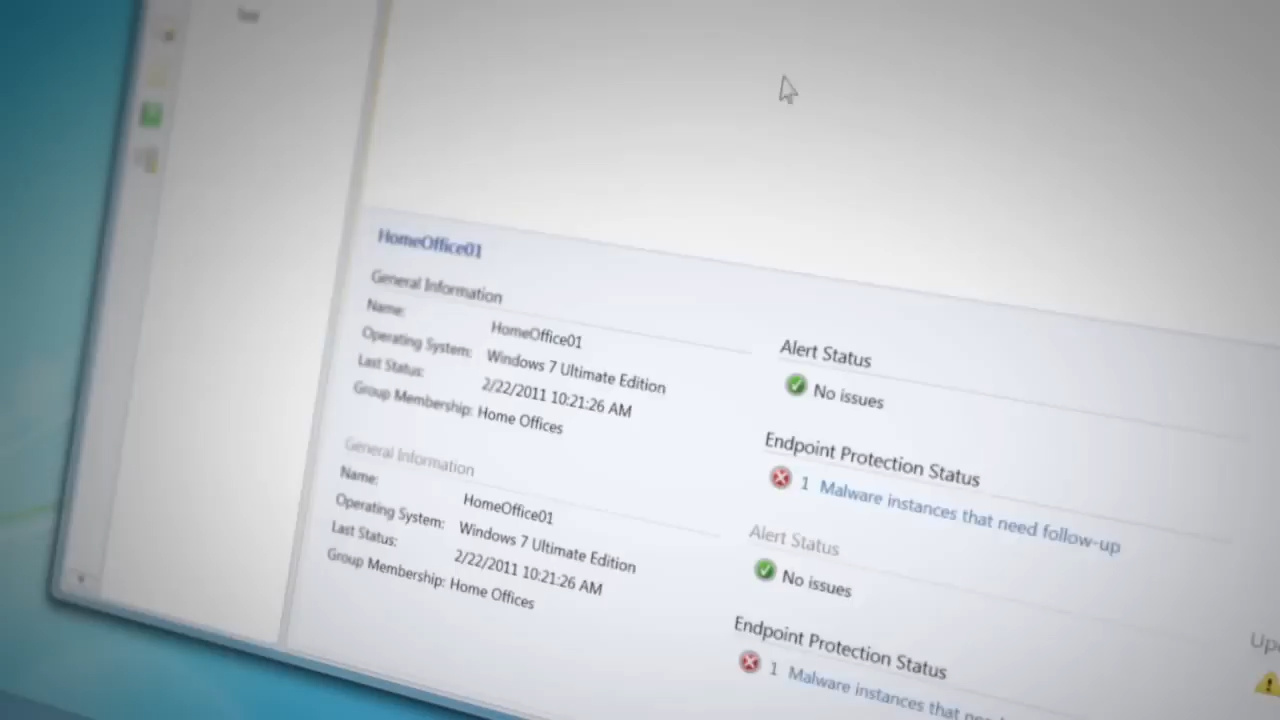 HomeOffice01
General Information
Name: HomeOffice01
Operating System: Windows 7 Ultimate Edition
Last Status: 2/22/2011 10:21:26 AM
Group Membership: Home Offices
Alert Status
No issues
Endpoint Protection Status
1 Malware instances that need follow-up
General Information
Name: HomeOffice01
Operating System: Windows 7 Ultimate Edition
Last Status: 2/22/2011 10:21:26 AM
Group Membership: Home Offices
Alert Status
No issues
Endpoint Protection Status
1 Malware instances that